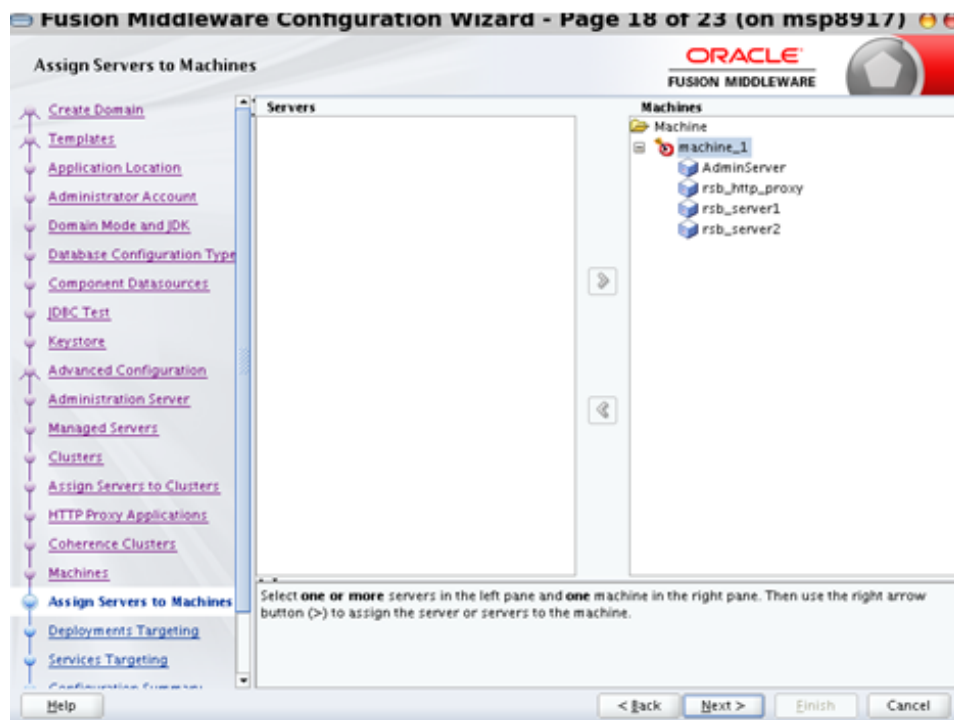 Fusion Middleware Configuration Wizard - Page 18 of 23 (on msp8917)
Assign Servers to Machines
ORACLE
FUSION MIDDLEWARE
Create Domain
Templates
Application Location
Administrator Account
Domain Mode and JDK
Database Configuration Type
Component Datasources
JDBC Test
Keystore
Advanced Configuration
Administration Server
Managed Servers
Clusters
Assign Servers to Clusters
HTTP Proxy Applications
Coherence Clusters
Machines
Assign Servers to Machines
Deployments Targeting
Services Targeting
Configuration Summary
Servers
Machines
Machine
machine_1
AdminServer
rsb_http_proxy
rsb_server1
rsb_server2
Select one or more servers in the left pane and one machine in the right pane. Then use the right arrow
button (>) to assign the server or servers to the machine.
Help
< Back
Next >
Finish
Cancel